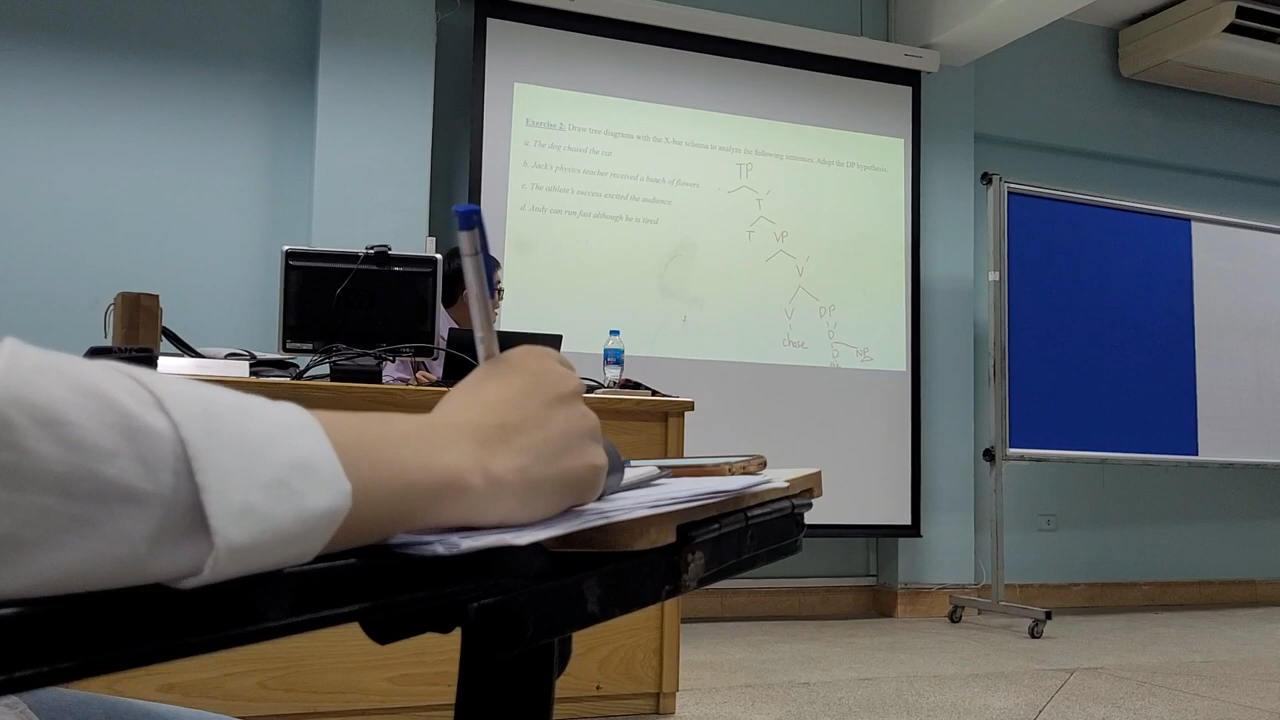 Exercise 2: Draw tree diagrams with the X-bar schema to analyze the following sentences. Adopt the DP hypothesis.
a. The dog chased the cat
b. Jack's physics teacher received a bunch of flowers
c. The athlete's success excited the audience
d. Andy can run fast although he is tired
TP
T'
T VP
V'
V DP
chase D'
D NP